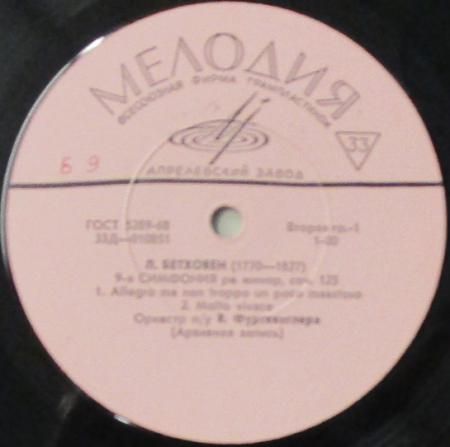 МЕЛОДИЯ
ВСЕСОЮЗНАЯ ФИРМА ГРАМПЛАСТИНОК
33
Б 9
АПРЕЛЕВСКИЙ ЗАВОД
ГОСТ 5289-68
Вторая гр.-1
33Д—010851
1-00
Л. БЕТХОВЕН (1770—1827)
9-я СИМФОНИЯ ре минор, соч. 125
1. Allegro ma non troppo un poco maestoso
2. Molto vivace
Оркестр п/у В. Фуртвенглера
(Архивная запись)